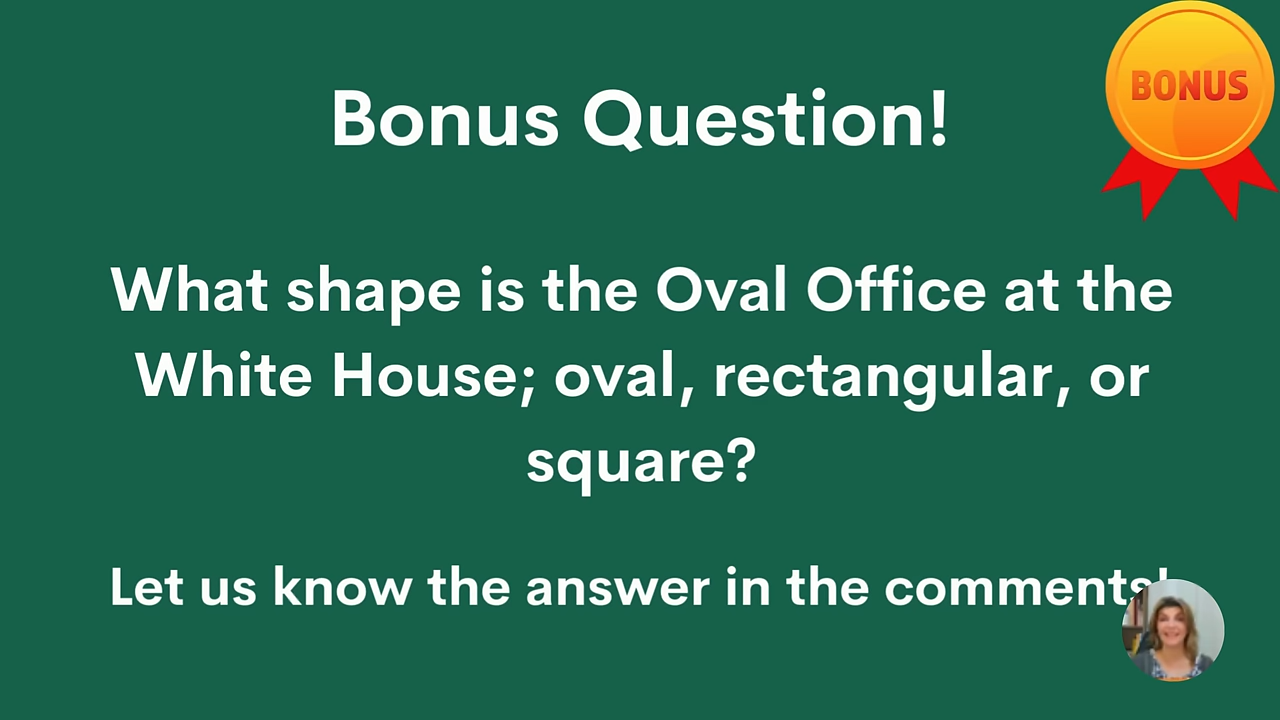 BONUS
Bonus Question!
What shape is the Oval Office at the
White House; oval, rectangular, or
square?
Let us know the answer in the comments!